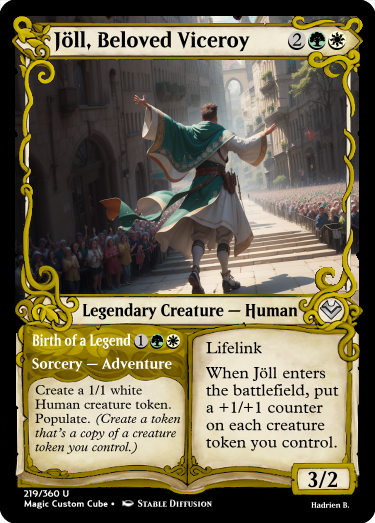 Jöll, Beloved Viceroy 2
Legendary Creature — Human
Birth of a Legend 1
Sorcery — Adventure
Create a 1/1 white
Human creature token.
Populate. (Create a token
that's a copy of a creature
token you control.)
Lifelink
When Jöll enters
the battlefield, put
a +1/+1 counter
on each creature
token you control.
3/2
219/360 U
Magic Custom Cube • Stable Diffusion
Hadrien B.